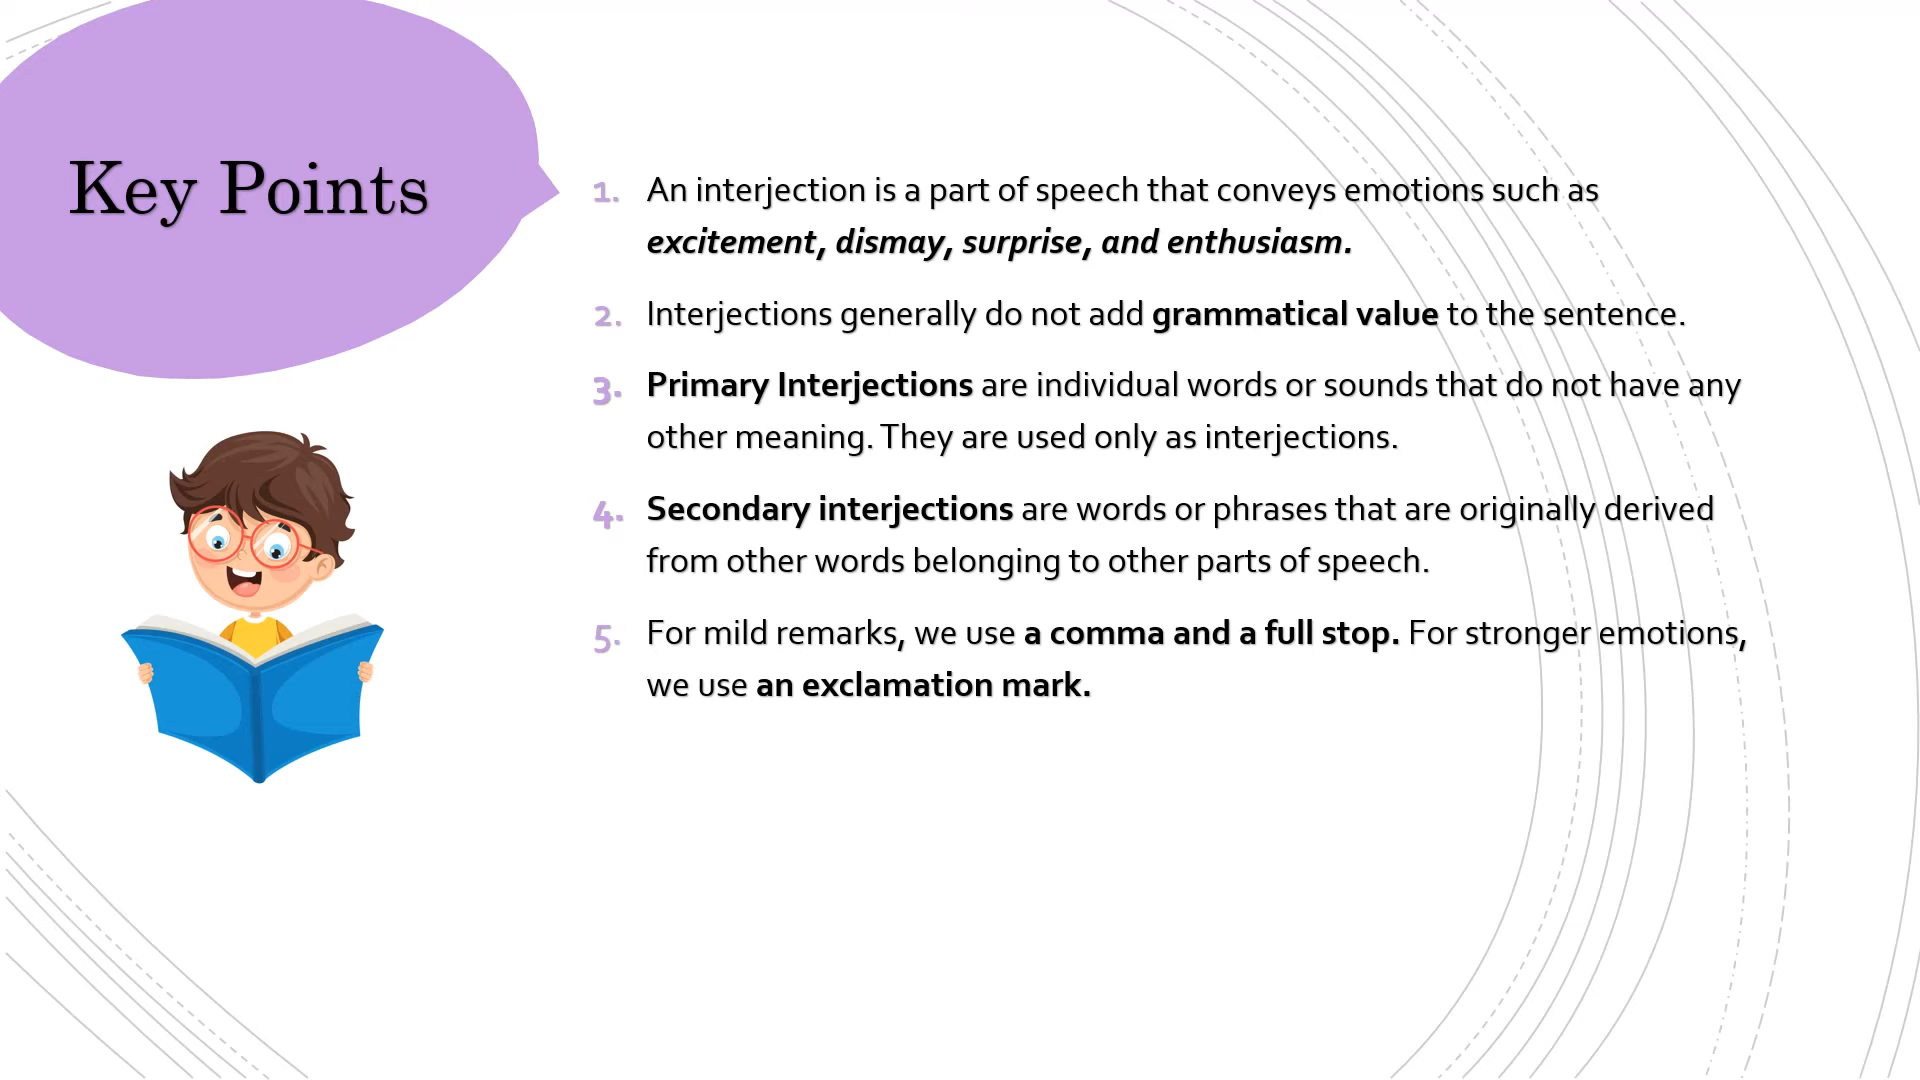 Key Points
1. An interjection is a part of speech that conveys emotions such as
excitement, dismay, surprise, and enthusiasm.
2. Interjections generally do not add grammatical value to the sentence.
3. Primary Interjections are individual words or sounds that do not have any
other meaning. They are used only as interjections.
4. Secondary interjections are words or phrases that are originally derived
from other words belonging to other parts of speech.
5. For mild remarks, we use a comma and a full stop. For stronger emotions,
we use an exclamation mark.